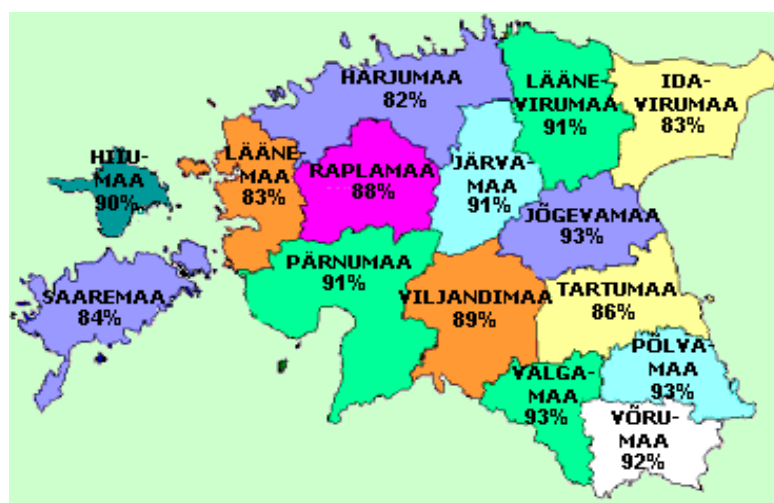 HARJUMAA
82%
LÄÄNE-
VIRUMAA
91%
IDA-
VIRUMAA
83%
HIIU-
MAA
90%
LÄÄNE-
MAA
83%
RAPLAMAA
88%
JÄRVA-
MAA
91%
JÕGEVAMAA
93%
SAAREMAA
84%
PÄRNUMAA
91%
VILJANDIMAA
89%
TARTUMAA
86%
VALGA-
MAA
93%
PÕLVA-
MAA
93%
VÕRU-
MAA
92%